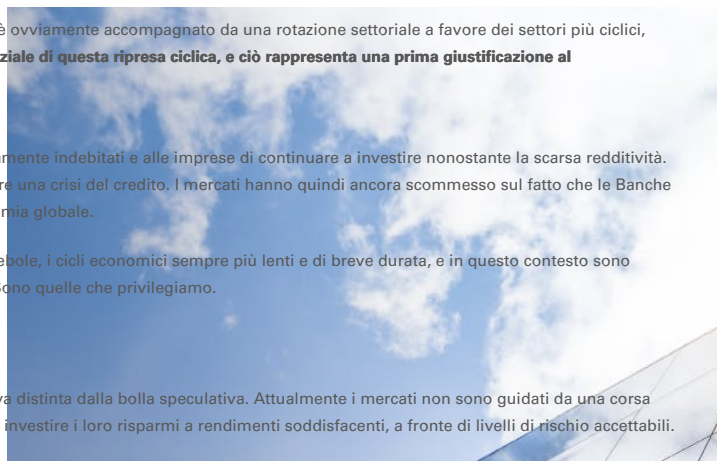 è ovviamente accompagnato da una rotazione settoriale a favore dei settori più ciclici,
ziale di questa ripresa ciclica, e ciò rappresenta una prima giustificazione al
mente indebitati e alle imprese di continuare a investire nonostante la scarsa redditività.
re una crisi del credito. I mercati hanno quindi ancora scommesso sul fatto che le Banche
mia globale.
ebole, i cicli economici sempre più lenti e di breve durata, e in questo contesto sono
Sono quelle che privilegiamo.
va distinta dalla bolla speculativa. Attualmente i mercati non sono guidati da una corsa
investire i loro risparmi a rendimenti soddisfacenti, a fronte di livelli di rischio accettabili.